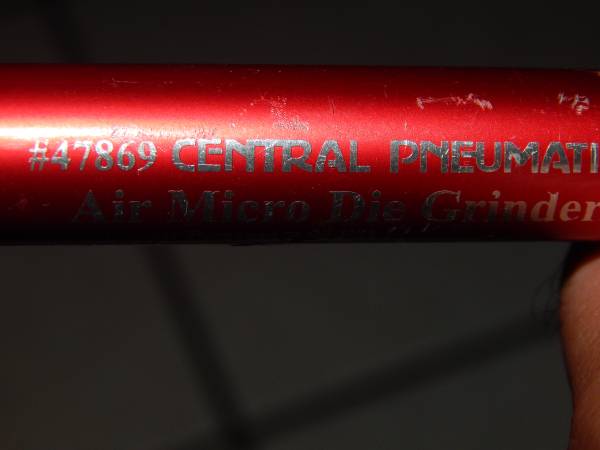 #47869 CENTRAL PNEUMATI
Air Micro Die Grinder